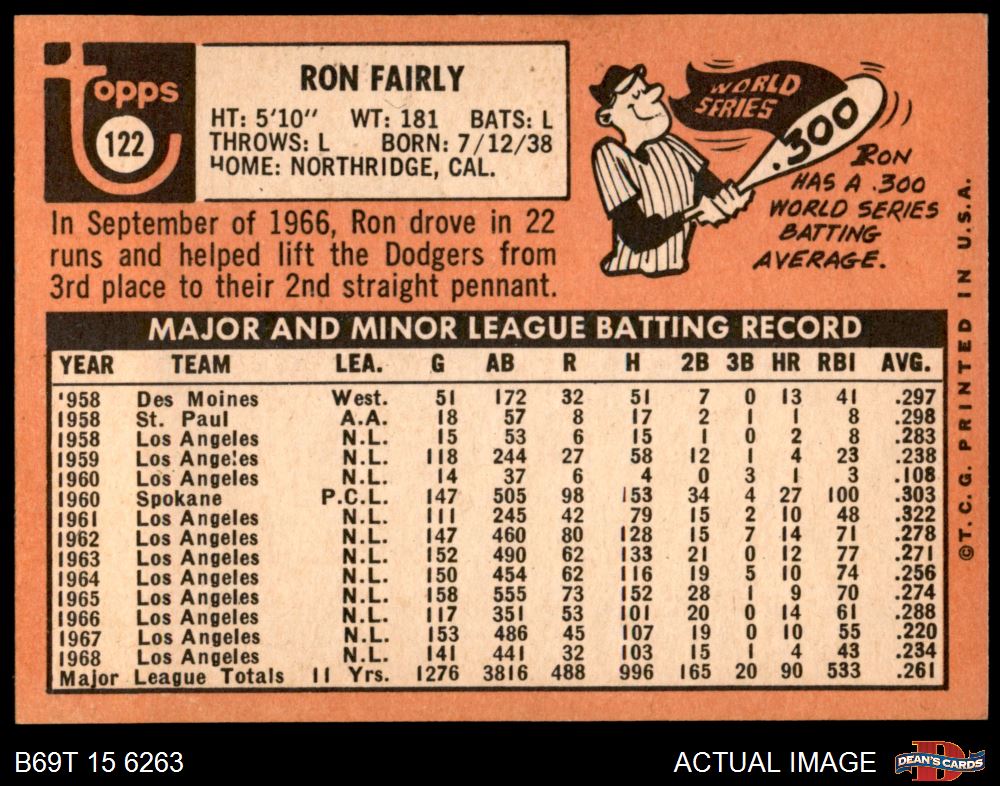 topps
122
RON FAIRLY
HT: 5'10" WT: 181 BATS: L
THROWS: L BORN: 7/12/38
HOME: NORTHRIDGE, CAL.
WORLD
SERIES
.300
RON
HAS A .300
WORLD SERIES
BATTING
AVERAGE.
In September of 1966, Ron drove in 22
runs and helped lift the Dodgers from
3rd place to their 2nd straight pennant.
MAJOR AND MINOR LEAGUE BATTING RECORD
YEAR TEAM LEA. G AB R H 2B 3B HR RBI AVG.
1958 Des Moines West. 51 172 32 51 7 0 13 41 .297
1958 St. Paul A.A. 18 57 8 17 2 1 1 8 .298
1958 Los Angeles N.L. 15 53 6 15 1 0 2 8 .283
1959 Los Angeles N.L. 118 244 27 58 12 1 4 23 .238
1960 Los Angeles N.L. 14 37 6 4 0 3 1 3 .108
1960 Spokane P.C.L. 147 505 98 153 34 4 27 100 .303
1961 Los Angeles N.L. 111 245 42 79 15 2 10 48 .322
1962 Los Angeles N.L. 147 460 80 128 15 7 14 71 .278
1963 Los Angeles N.L. 152 490 62 133 21 0 12 77 .271
1964 Los Angeles N.L. 150 454 62 116 19 5 10 74 .256
1965 Los Angeles N.L. 158 555 73 152 28 1 9 70 .274
1966 Los Angeles N.L. 117 351 53 101 20 0 14 61 .288
1967 Los Angeles N.L. 153 486 45 107 19 0 10 55 .220
1968 Los Angeles N.L. 141 441 32 103 15 1 4 43 .234
Major League Totals 11 Yrs. 1276 3816 488 996 165 20 90 533 .261
©T. C. G. PRINTED IN U.S.A.
B69T 15 6263
ACTUAL IMAGE
DEAN'S CARDS